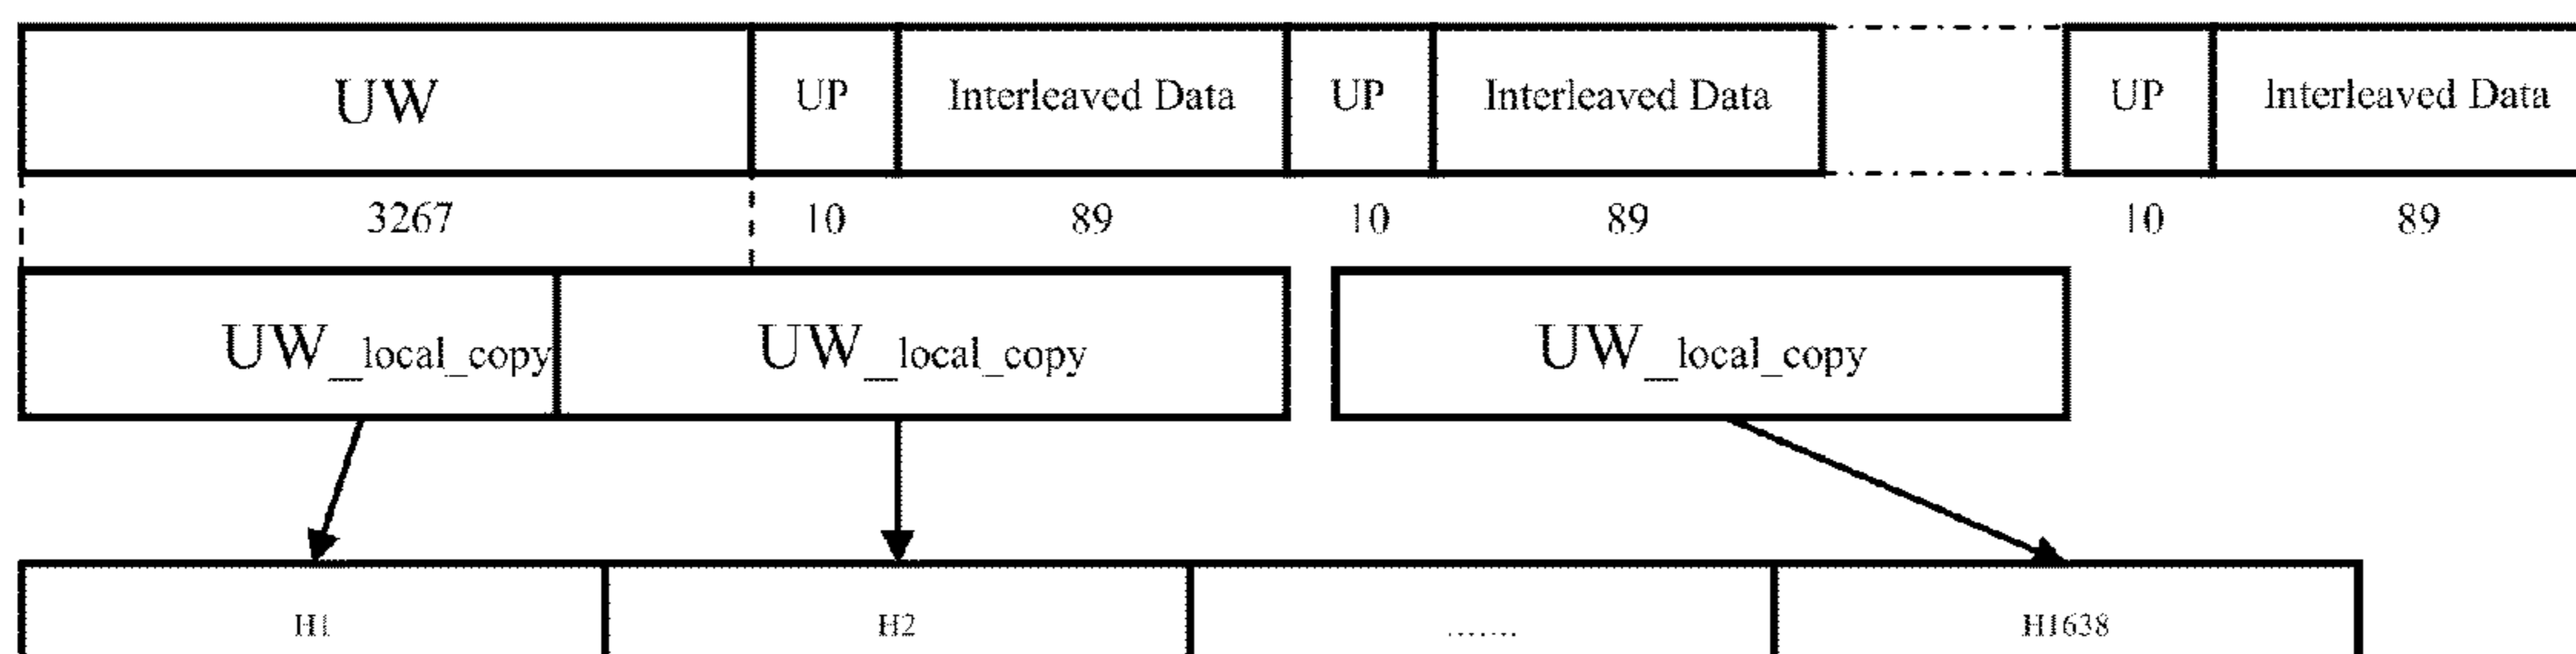 UW UP Interleaved Data UP Interleaved Data UP Interleaved Data
3267 10 89 10 89 10 89
UW_local_copy UW_local_copy UW_local_copy
H1 H2 ....... H1638